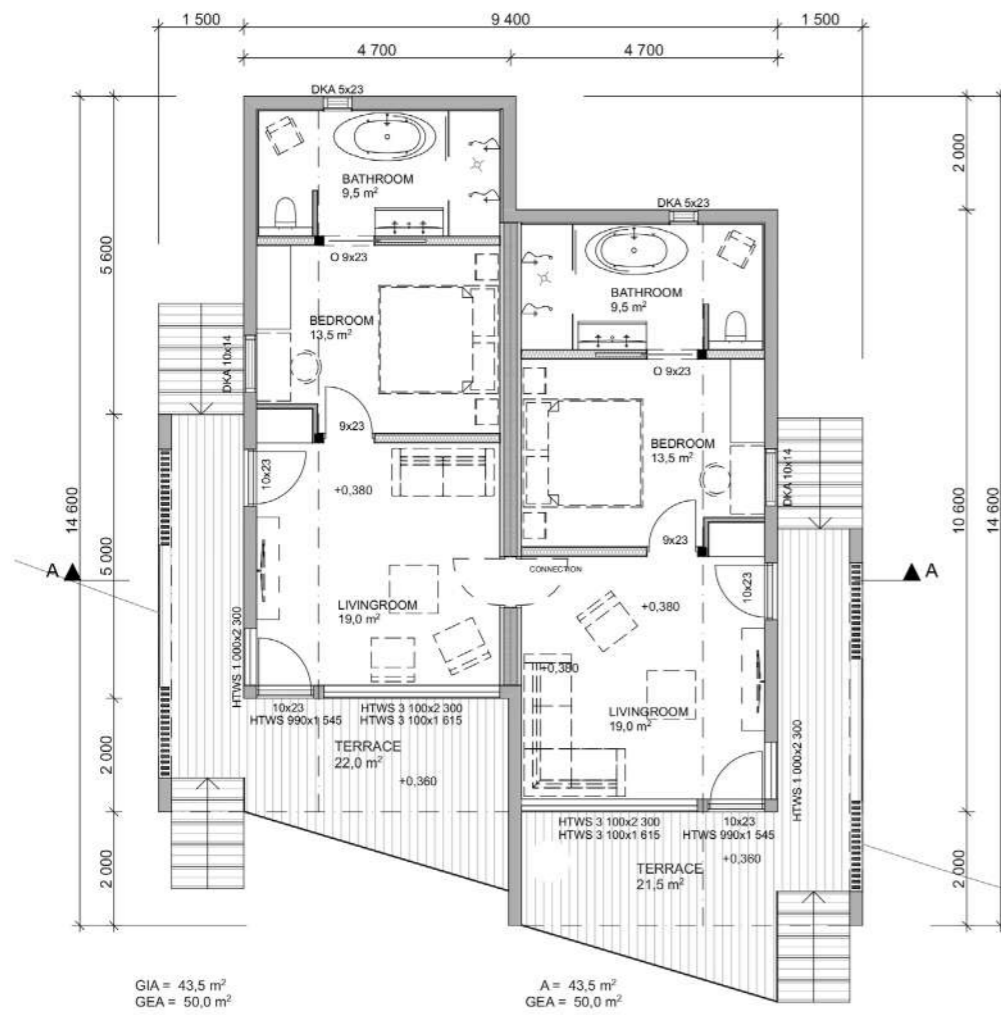 1 500
9 400
1 500
4 700
4 700
DKA 5x23
2 000
BATHROOM
9,5 m²
DKA 5x23
5 600
O 9x23
BATHROOM
9,5 m²
BEDROOM
13,5 m²
DKA 10x14
O 9x23
9x23
BEDROOM
13,5 m²
DKA 10x14
10x23
+0,380
14 600
5 000
10 600
14 600
9x23
A
CONNECTION
A
10x23
LIVINGROOM
19,0 m²
+0,380
HTWS 1 000x2 300
+0,380
10x23
HTWS 990x1 545
HTWS 3 100x2 300
HTWS 3 100x1 615
LIVINGROOM
19,0 m²
HTWS 1 000x2 300
TERRACE
22,0 m²
+0,360
2 000
HTWS 3 100x2 300
HTWS 3 100x1 615
10x23
HTWS 990x1 545
+0,360
TERRACE
21,5 m²
2 000
2 000
GIA = 43,5 m²
GEA = 50,0 m²
A = 43,5 m²
GEA = 50,0 m²